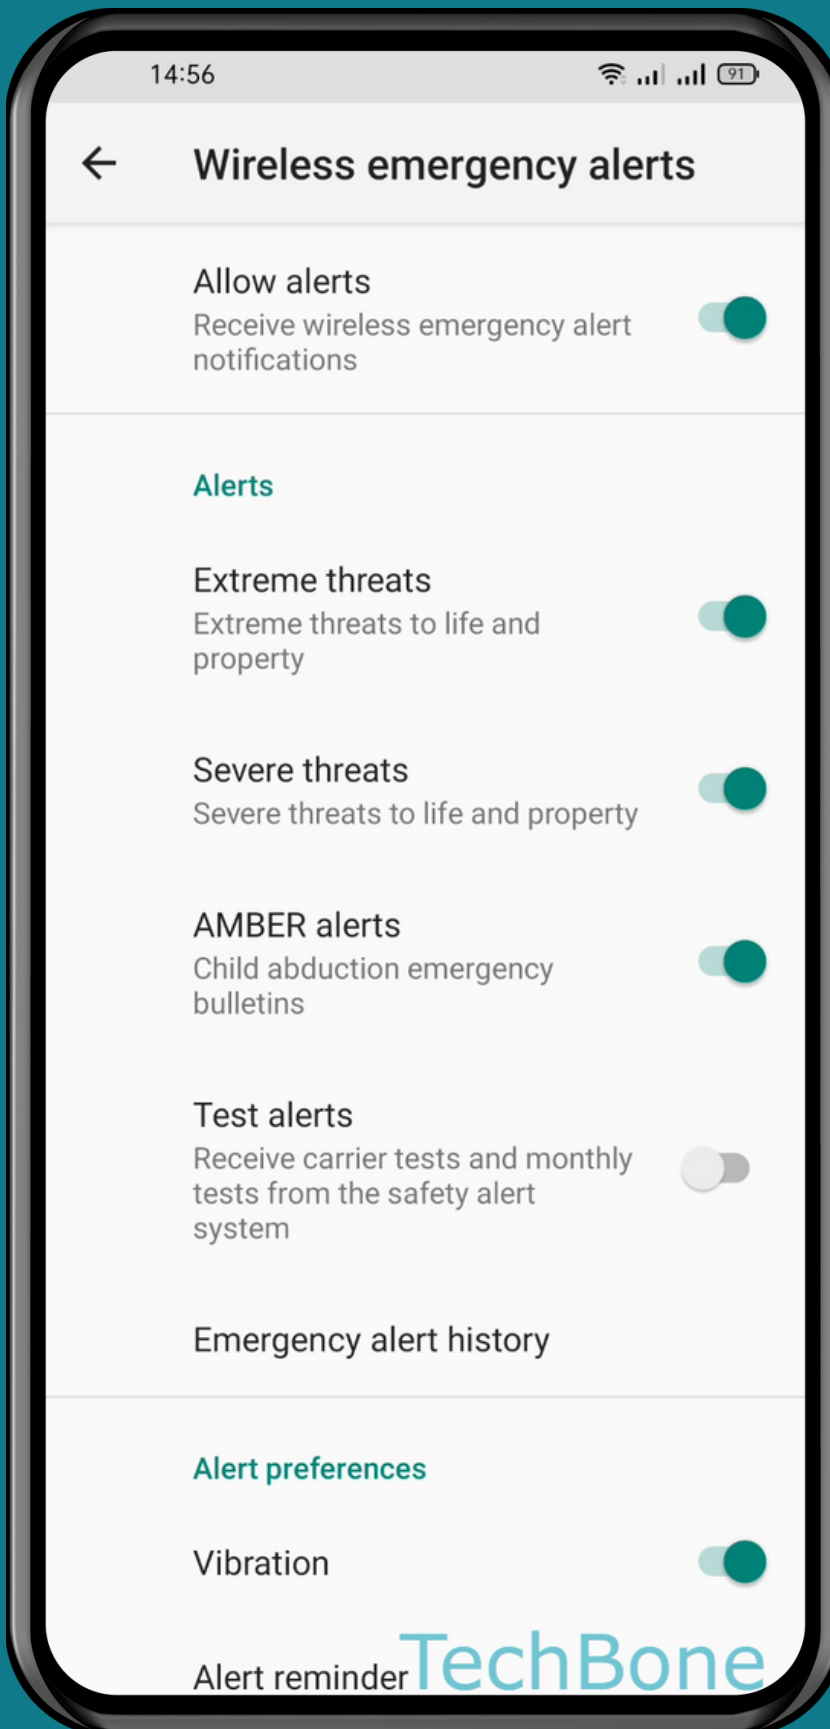 14:56
91
Wireless emergency alerts
Allow alerts
Receive wireless emergency alert
notifications
Alerts
Extreme threats
Extreme threats to life and
property
Severe threats
Severe threats to life and property
AMBER alerts
Child abduction emergency
bulletins
Test alerts
Receive carrier tests and monthly
tests from the safety alert
system
Emergency alert history
Alert preferences
Vibration
Alert reminder
TechBone